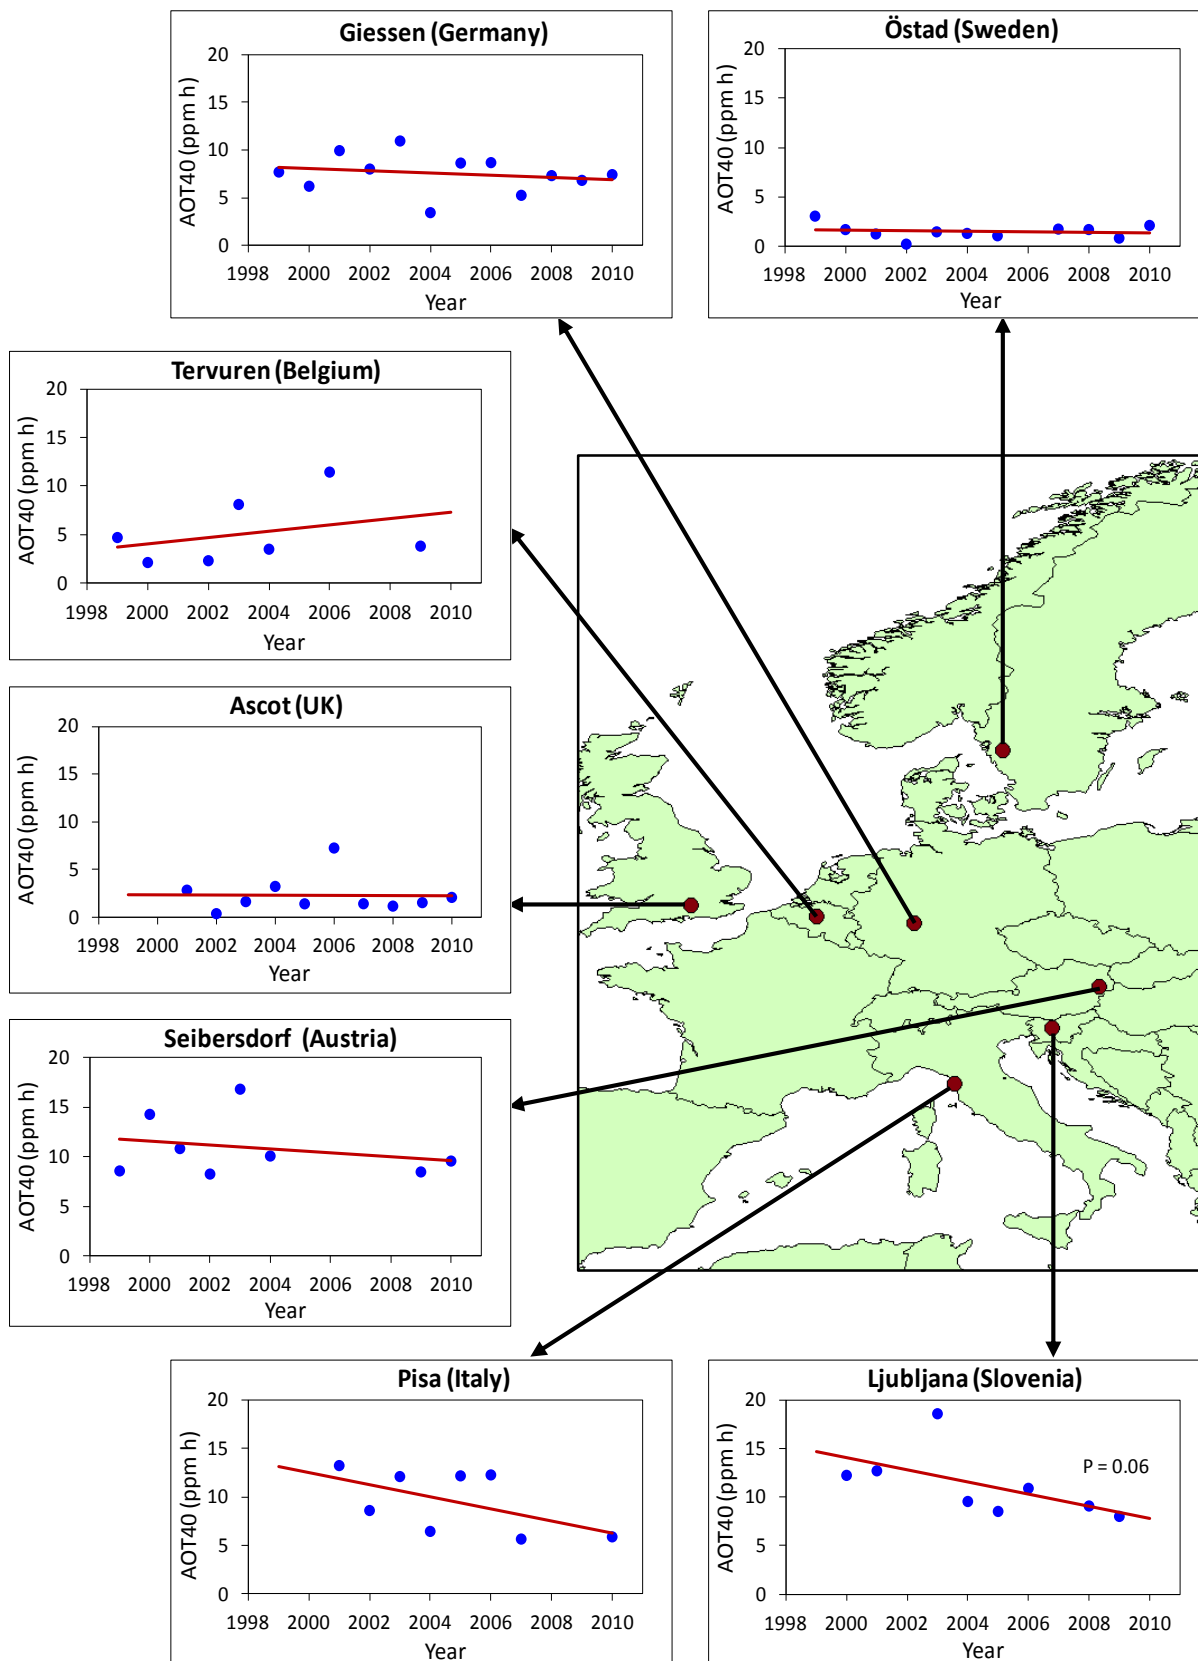 Giessen (Germany)
20
15
10
5
0
AOT40 (ppm h)
1998 2000 2002 2004 2006 2008 2010
Year
Östad (Sweden)
20
15
10
5
0
AOT40 (ppm h)
1998 2000 2002 2004 2006 2008 2010
Year
Tervuren (Belgium)
20
15
10
5
0
AOT40 (ppm h)
1998 2000 2002 2004 2006 2008 2010
Year
Ascot (UK)
20
15
10
5
0
AOT40 (ppm h)
1998 2000 2002 2004 2006 2008 2010
Year
Seibersdorf (Austria)
20
15
10
5
0
AOT40 (ppm h)
1998 2000 2002 2004 2006 2008 2010
Year
Pisa (Italy)
20
15
10
5
0
AOT40 (ppm h)
1998 2000 2002 2004 2006 2008 2010
Year
Ljubljana (Slovenia)
20
15
10
5
0
AOT40 (ppm h)
P = 0.06
1998 2000 2002 2004 2006 2008 2010
Year